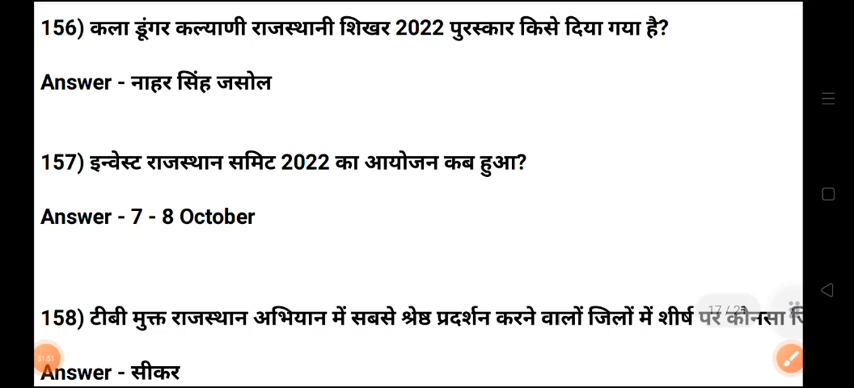 156) कला डूंगर कल्याणी राजस्थानी शिखर 2022 पुरस्कार किसे दिया गया है?
Answer - नाहर सिंह जसोल
157) इन्वेस्ट राजस्थान समिट 2022 का आयोजन कब हुआ?
Answer - 7 - 8 October
158) टीबी मुक्त राजस्थान अभियान में सबसे श्रेष्ठ प्रदर्शन करने वालों जिलों में शीर्ष पर कौनसा
Answer - सीकर